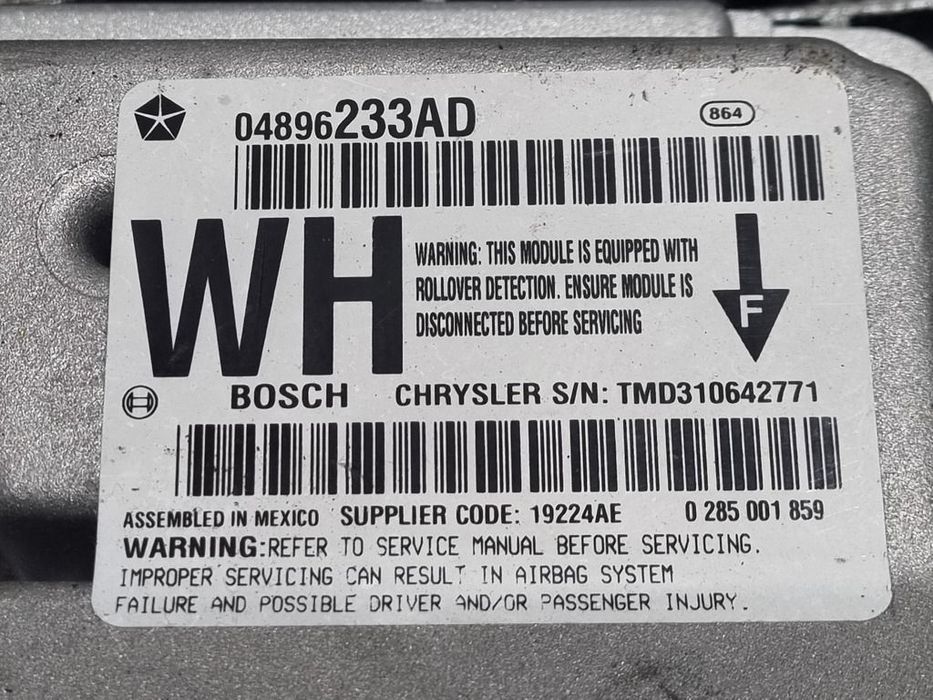 04896233AD
864
WH
WARNING: THIS MODULE IS EQUIPPED WITH
ROLLOVER DETECTION. ENSURE MODULE IS
DISCONNECTED BEFORE SERVICING
F
BOSCH CHRYSLER S/N: TMD310642771
ASSEMBLED IN MEXICO SUPPLIER CODE: 19224AE 0 285 001 859
WARNING:REFER TO SERVICE MANUAL BEFORE SERVICING.
IMPROPER SERVICING CAN RESULT IN AIRBAG SYSTEM
FAILURE AND POSSIBLE DRIVER AND/OR PASSENGER INJURY.